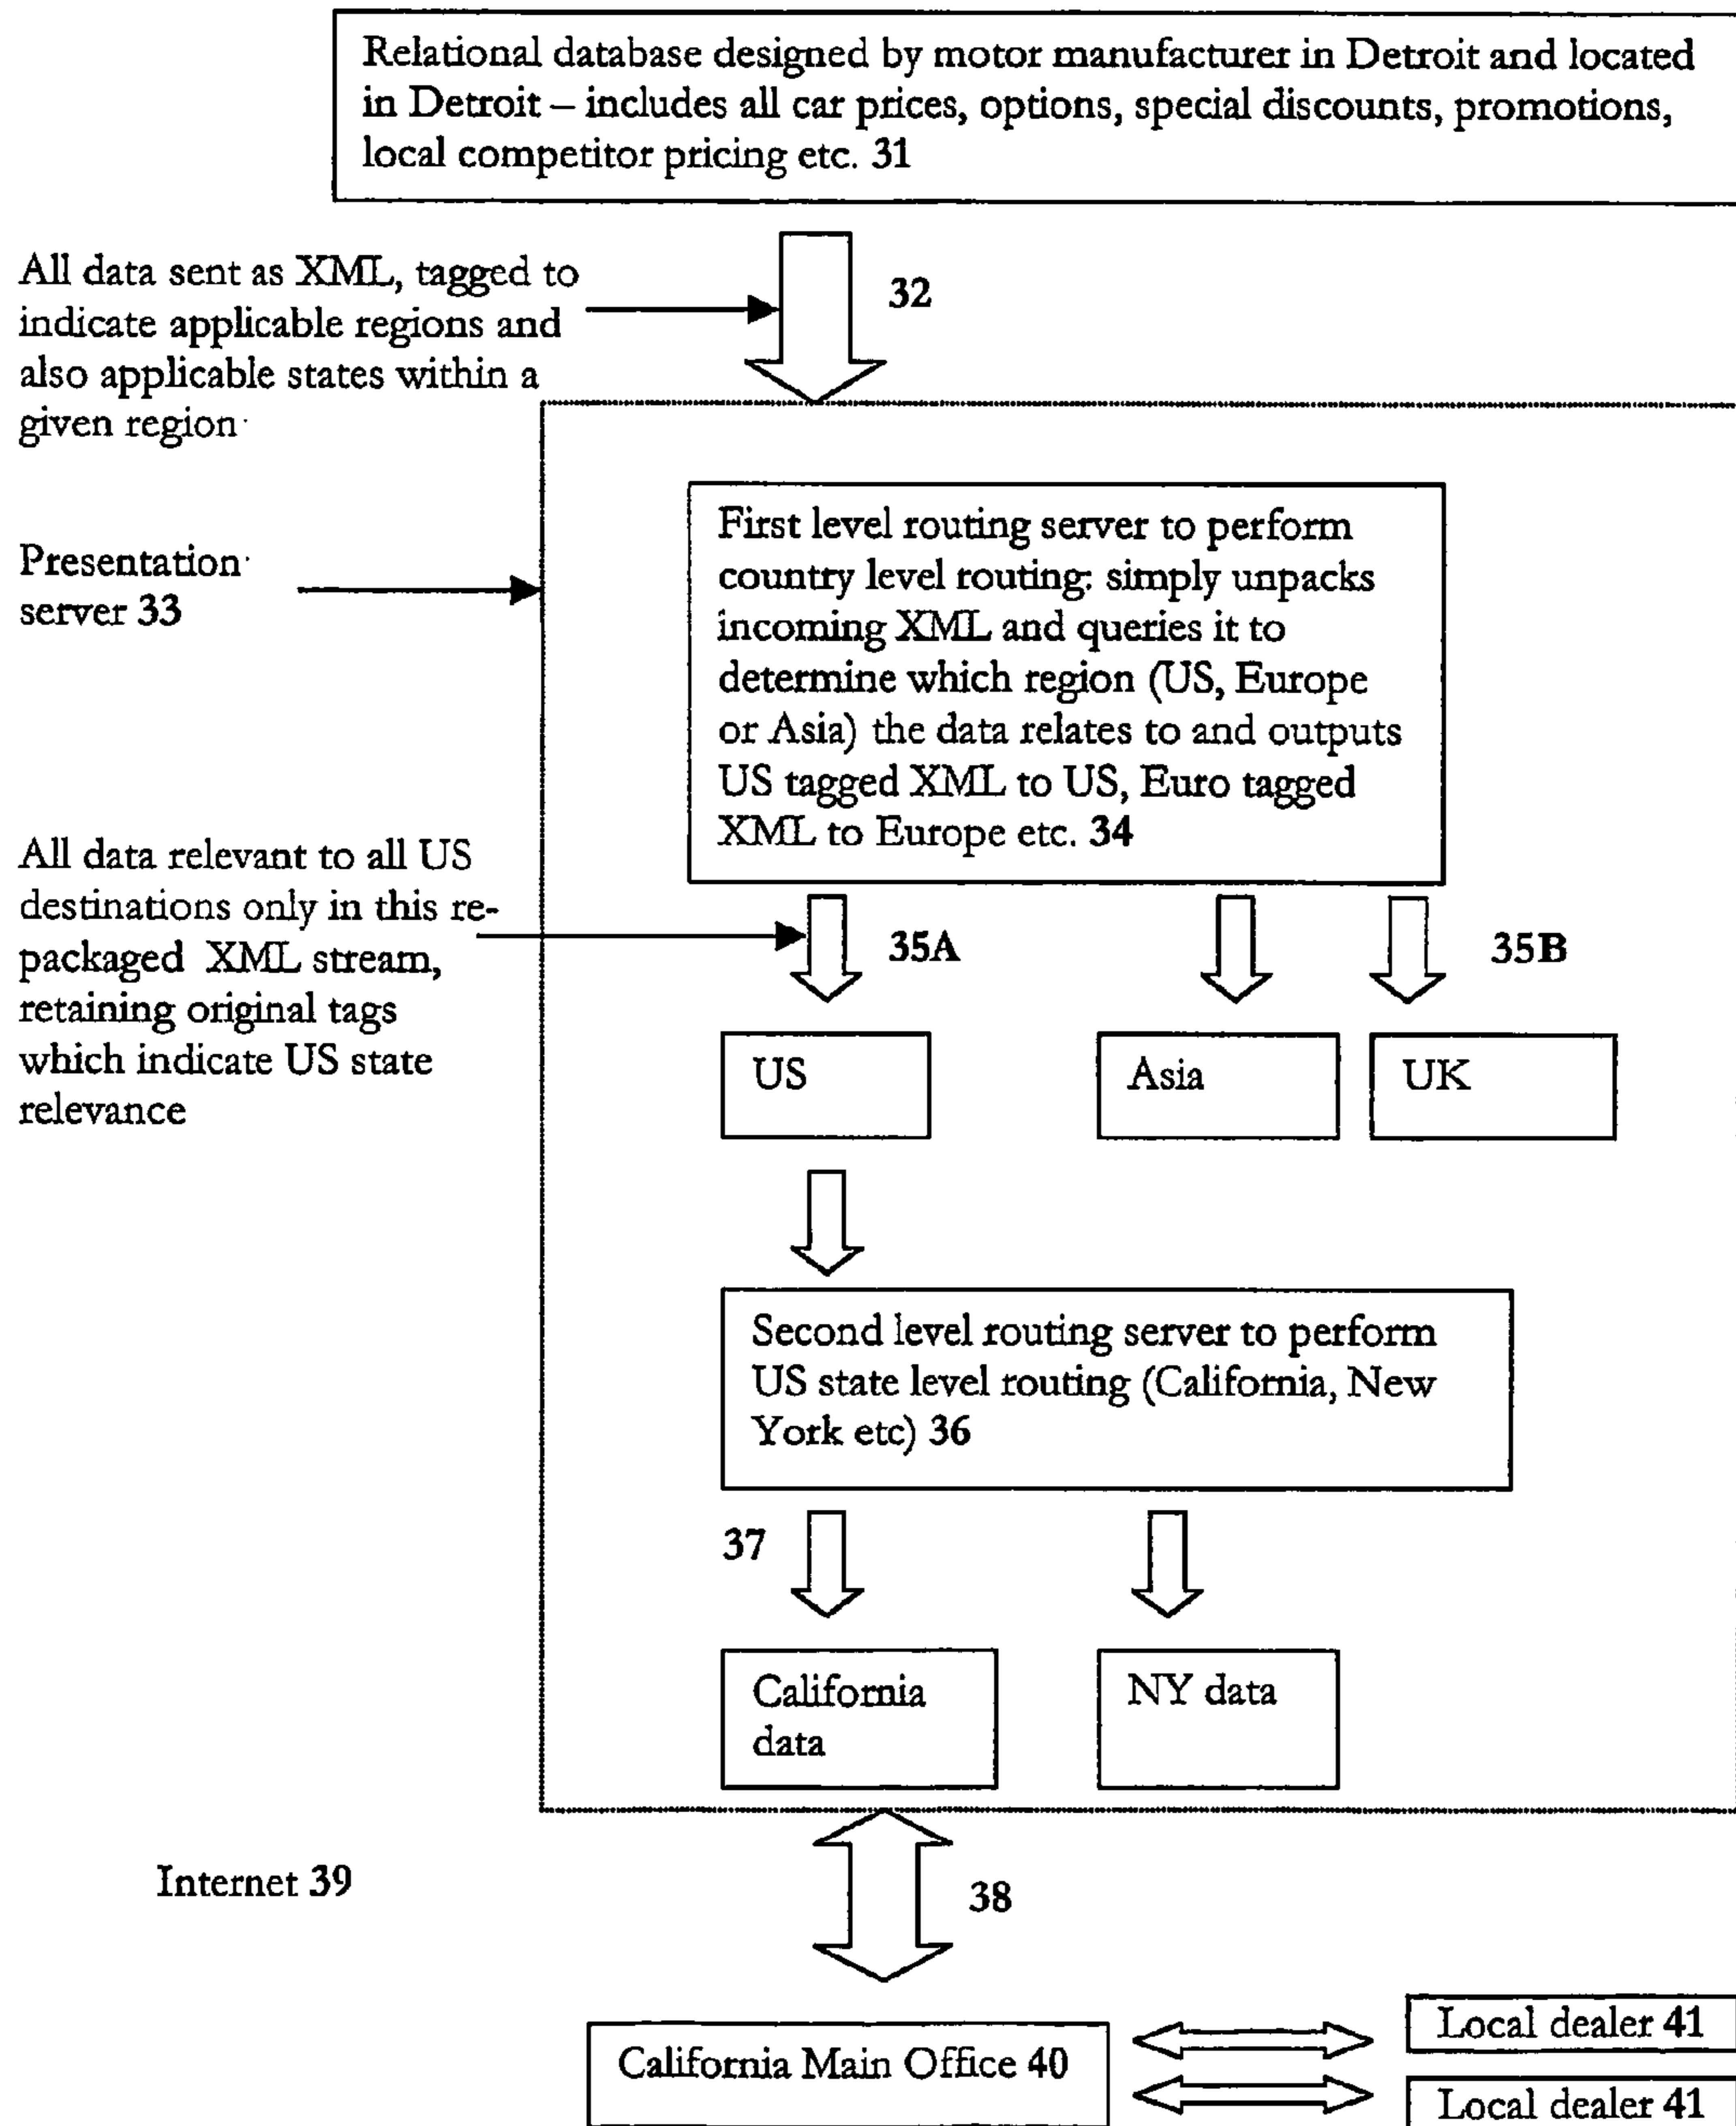 Relational database designed by motor manufacturer in Detroit and located
in Detroit – includes all car prices, options, special discounts, promotions,
local competitor pricing etc. 31
All data sent as XML, tagged to
indicate applicable regions and
also applicable states within a
given region
32
Presentation
server 33
First level routing server to perform
country level routing: simply unpacks
incoming XML and queries it to
determine which region (US, Europe
or Asia) the data relates to and outputs
US tagged XML to US, Euro tagged
XML to Europe etc. 34
All data relevant to all US
destinations only in this re-
packaged XML stream,
retaining original tags
which indicate US state
relevance
35A
35B
US
Asia
UK
Second level routing server to perform
US state level routing (California, New
York etc) 36
37
California
data
NY data
Internet 39
38
California Main Office 40
Local dealer 41
Local dealer 41